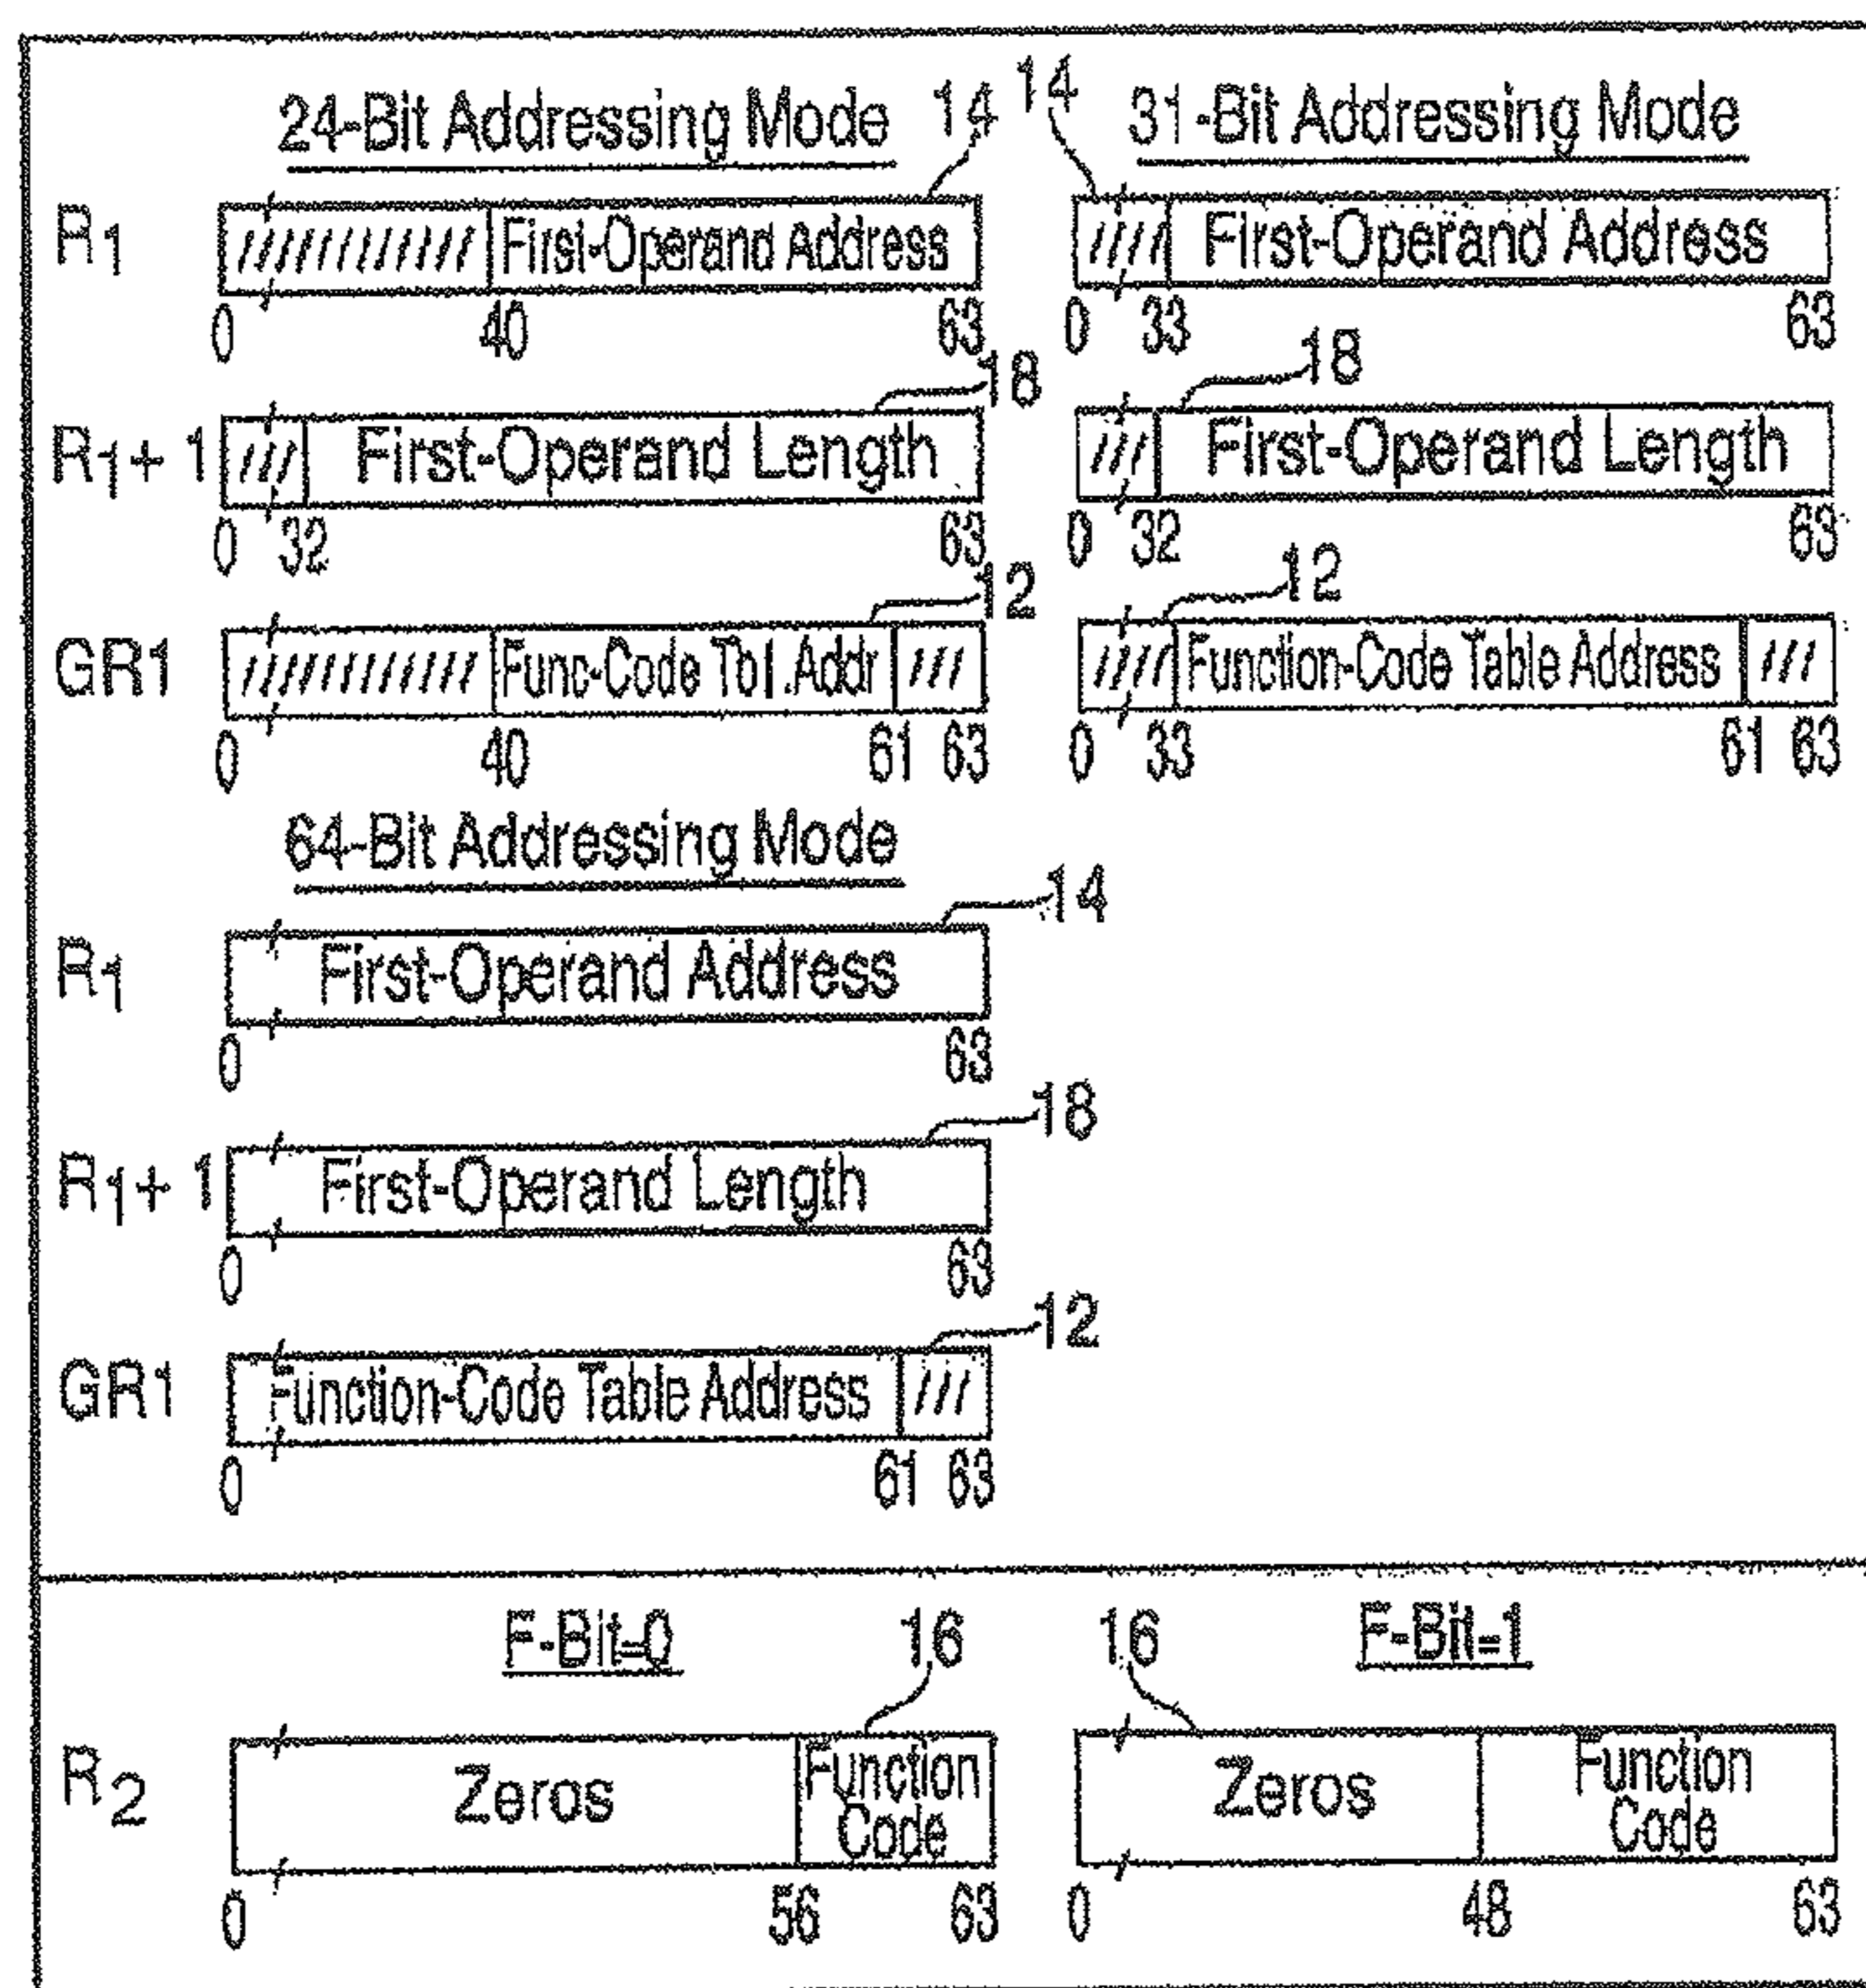 24-Bit Addressing Mode 14 14 31-Bit Addressing Mode
R1 //////////// First-Operand Address //// First-Operand Address
0 40 63 0 33 63
18 18
R1+1 /// First-Operand Length /// First-Operand Length
0 32 63 0 32 63
12 12
GR1 //////////// Func-Code Tbl.Addr /// //// Function-Code Table Address ///
0 40 61 63 0 33 61 63
64-Bit Addressing Mode
14
R1 First-Operand Address
0 63
18
R1+1 First-Operand Length
0 63
12
GR1 Function-Code Table Address ///
0 61 63
F-Bit=0 16 16 F-Bit=1
R2 Zeros Function Code Zeros Function Code
0 56 63 0 48 63